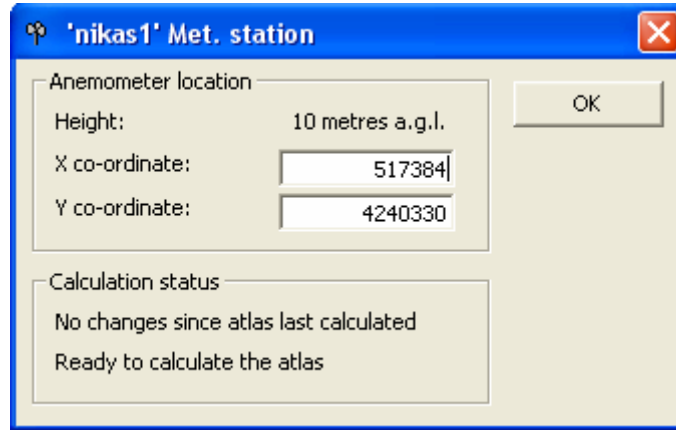 'nikas1' Met. station
Anemometer location
Height: 10 metres a.g.l.
OK
X co-ordinate: 517384
Y co-ordinate: 4240330
Calculation status
No changes since atlas last calculated
Ready to calculate the atlas